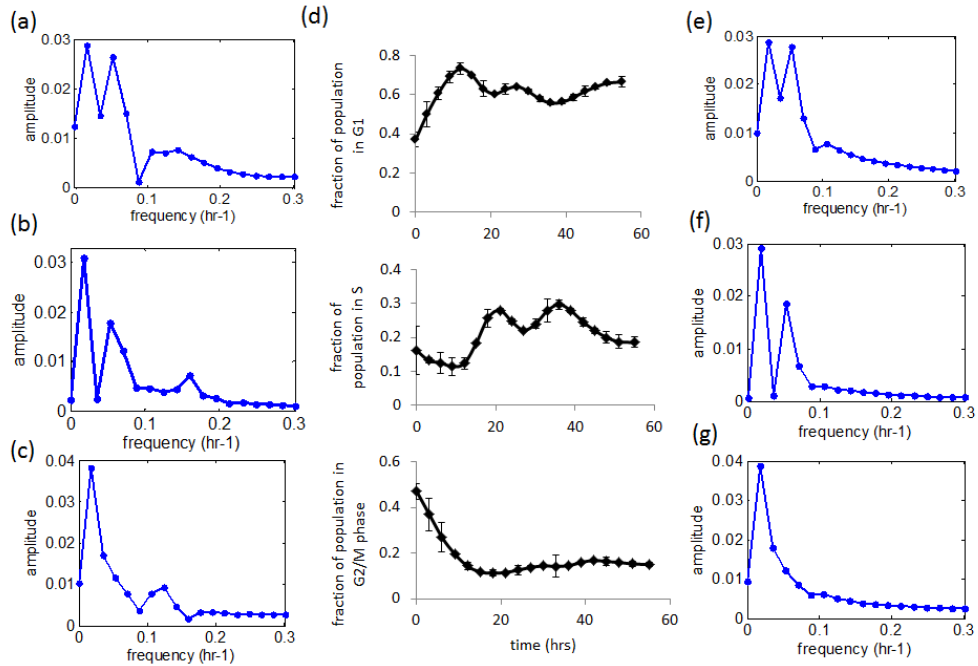 (a)
0.03
0.02
0.01
0
0 0.1 0.2 0.3
amplitude
frequency (hr-1)
(b)
0.03
0.02
0.01
0
0 0.1 0.2 0.3
amplitude
frequency (hr-1)
(c)
0.04
0.03
0.02
0.01
0
0 0.1 0.2 0.3
amplitude
frequency (hr-1)
(d)
fraction of population
in G1
0.8
0.6
0.4
0.2
0
0 20 40 60
fraction of
population in S
0.4
0.3
0.2
0.1
0
0 20 40 60
fraction of population in
G2/M phase
0.6
0.4
0.2
0
0 20 40 60
time (hrs)
(e)
0.03
0.02
0.01
0
0 0.1 0.2 0.3
amplitude
frequency (hr-1)
(f)
0.03
0.02
0.01
0
0 0.1 0.2 0.3
amplitude
frequency (hr-1)
(g)
0.04
0.03
0.02
0.01
0
0 0.1 0.2 0.3
amplitude
frequency (hr-1)